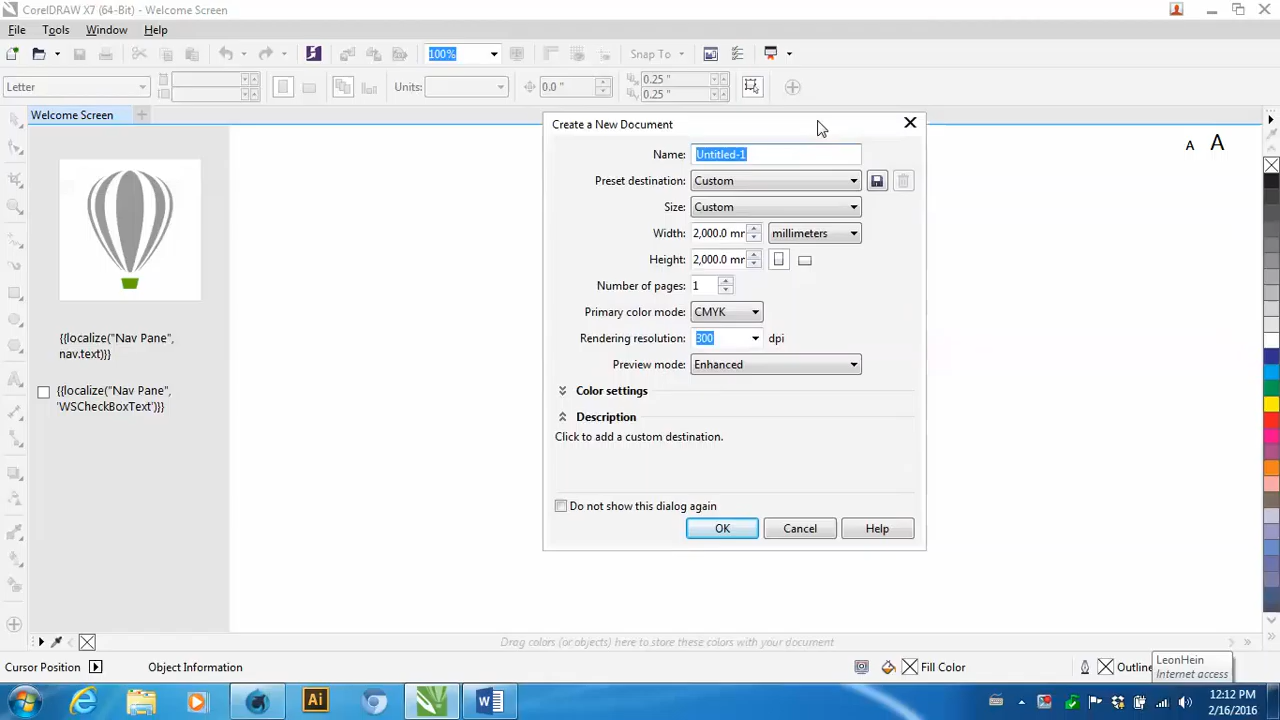 CorelDRAW X7 (64-Bit) - Welcome Screen
File Tools Window Help
100% Snap To
Letter Units: 0.0 " 0.25 "
0.25 "
Welcome Screen
Create a New Document
A A
Name: Untitled-1
Preset destination: Custom
Size: Custom
Width: 2,000.0 mm millimeters
Height: 2,000.0 mm
Number of pages: 1
Primary color mode: CMYK
Rendering resolution: 300 dpi
Preview mode: Enhanced
Color settings
Description
Click to add a custom destination.
Do not show this dialog again
OK Cancel Help
{{localize("Nav Pane",
nav.text)}}
{{localize("Nav Pane",
'WSCheckBoxText')}}
Drag colors (or objects) here to store these colors with your document
Cursor Position Object Information Fill Color Outline
LeonHein
Internet access
Ai
W
12:12 PM
2/16/2016